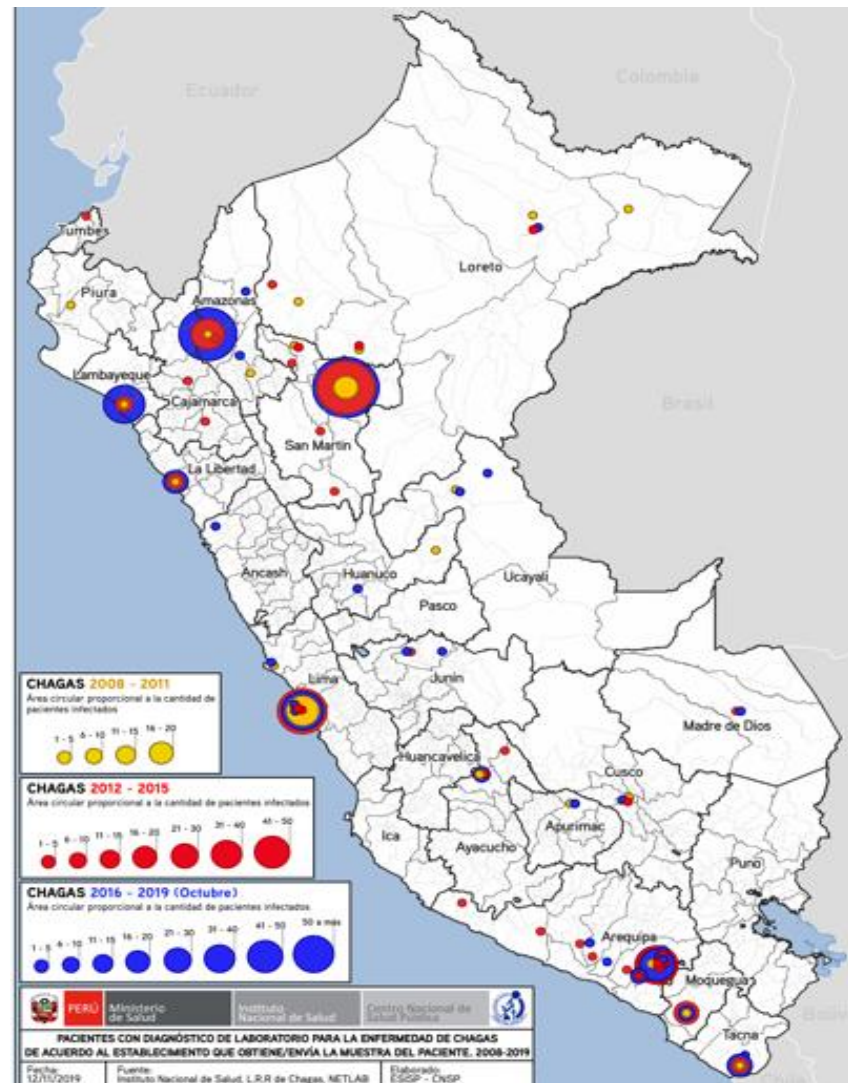 Colombia
Ecuador
Tumbes
Loreto
Piura
Amazonas
Lambayeque
Cajamarca
San Martin
Brasil
La Libertad
Ancash
Huanuco
Ucayali
Pasco
Lima
Junín
Madre de Dios
Huancavelica
Cusco
Ica
Apurimac
Ayacucho
Puno
Arequipa
Moquegua
Tacna
CHAGAS 2008 - 2011
Área circular proporcional a la cantidad de
pacientes infectados
1 - 5 6 - 10 11 - 15 16 - 20
CHAGAS 2012 - 2015
Área circular proporcional a la cantidad de pacientes infectados
1 - 5 6 - 10 11 - 15 16 - 20 21 - 30 31 - 40 41 - 50
CHAGAS 2016 - 2019 (Octubre)
Área circular proporcional a la cantidad de pacientes infectados
1 - 5 6 - 10 11 - 15 16 - 20 21 - 30 31 - 40 41 - 50 50 a más
PERÚ Ministerio de Salud Instituto Nacional de Salud Centro Nacional de Salud Pública
PACIENTES CON DIAGNÓSTICO DE LABORATORIO PARA LA ENFERMEDAD DE CHAGAS
DE ACUERDO AL ESTABLECIMIENTO QUE OBTIENE/ENVÍA LA MUESTRA DEL PACIENTE. 2008-2019
Fecha: Fuente: Elaborado:
12/11/2019 Instituto Nacional de Salud, L.R.R de Chagas, NETLAB ESISP - CNSP